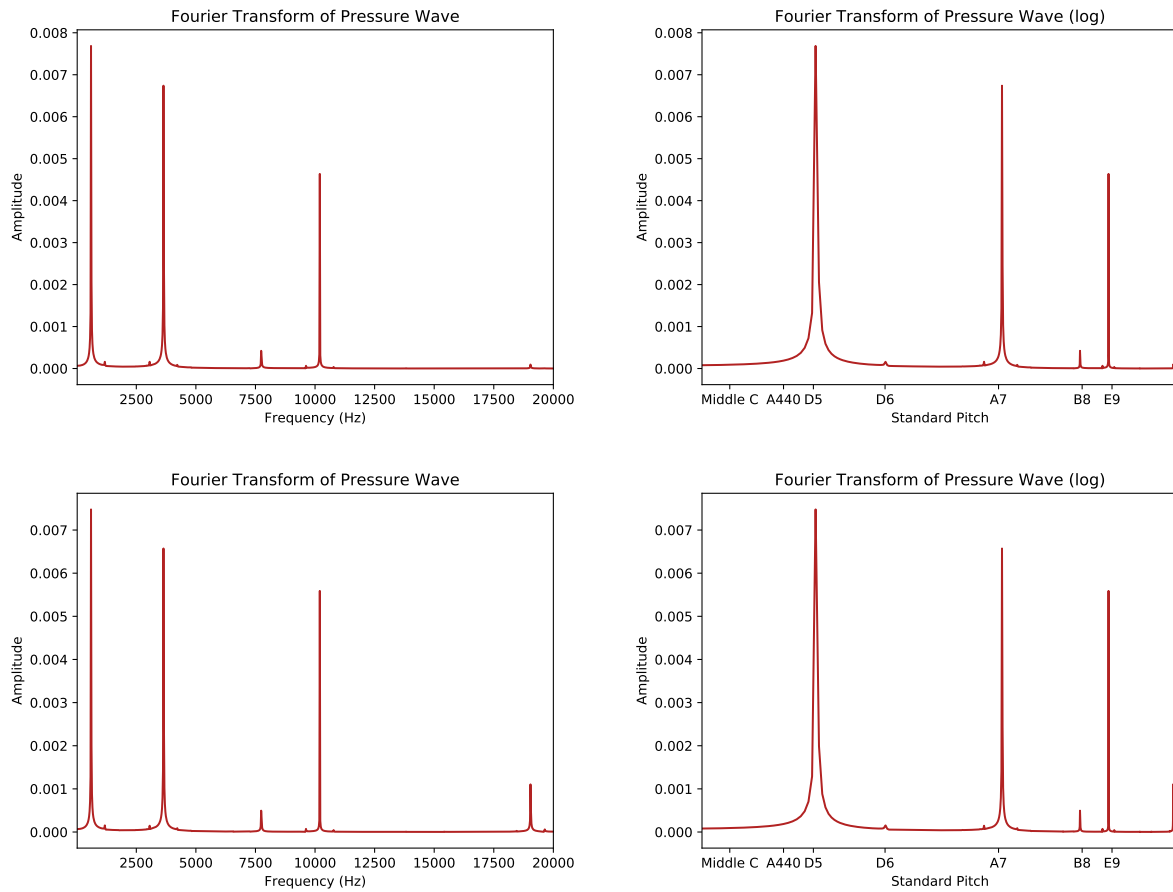 Fourier Transform of Pressure Wave
0.008
0.007
0.006
0.005
0.004
0.003
0.002
0.001
0.000
Amplitude
2500 5000 7500 10000 12500 15000 17500 20000
Frequency (Hz)
Fourier Transform of Pressure Wave (log)
0.008
0.007
0.006
0.005
0.004
0.003
0.002
0.001
0.000
Amplitude
Middle C A440 D5 D6 A7 B8 E9
Standard Pitch
Fourier Transform of Pressure Wave
0.007
0.006
0.005
0.004
0.003
0.002
0.001
0.000
Amplitude
2500 5000 7500 10000 12500 15000 17500 20000
Frequency (Hz)
Fourier Transform of Pressure Wave (log)
0.007
0.006
0.005
0.004
0.003
0.002
0.001
0.000
Amplitude
Middle C A440 D5 D6 A7 B8 E9
Standard Pitch